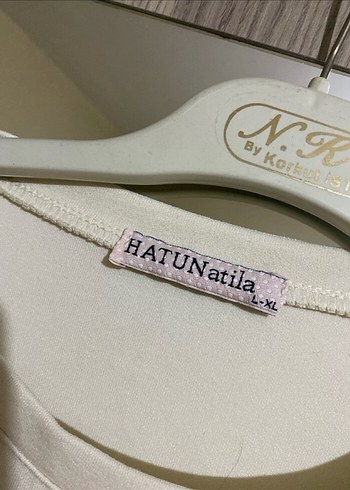 N.K
By Korkut
HATUNatila
L-XL